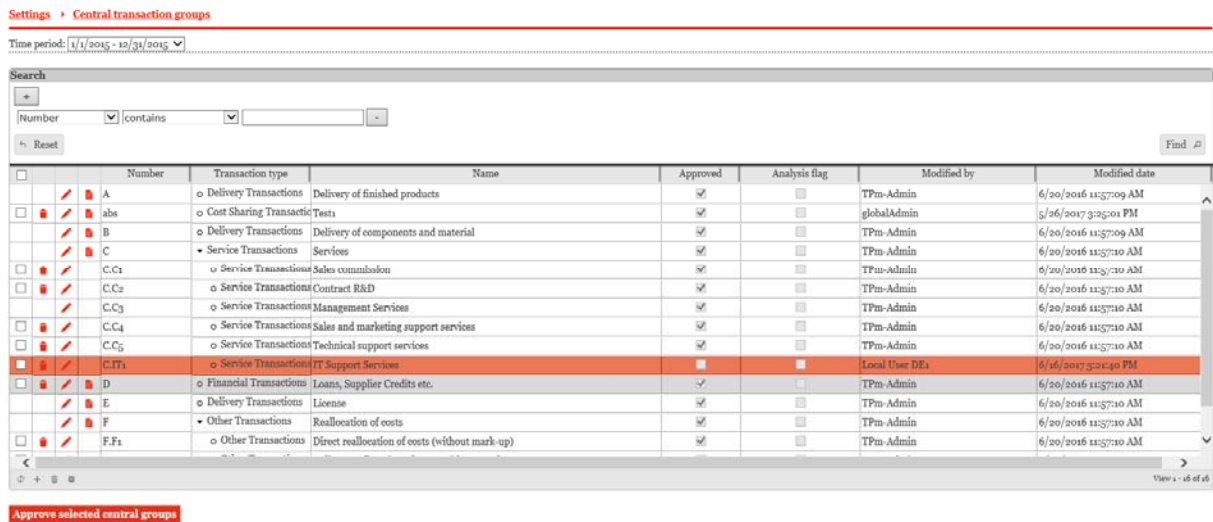 Settings ▸ Central transaction groups
Time period: 1/1/2015 - 12/31/2015
Search
+
Number contains -
Reset Find
Number Transaction type Name Approved Analysis flag Modified by Modified date
A Delivery Transactions Delivery of finished products TPm-Admin 6/20/2016 11:57:09 AM
abs Cost Sharing Transactic Test1 globalAdmin 5/26/2017 3:25:01 PM
B Delivery Transactions Delivery of components and material TPm-Admin 6/20/2016 11:57:09 AM
C Service Transactions Services TPm-Admin 6/20/2016 11:57:10 AM
C.C1 Service Transactions Sales commission TPm-Admin 6/20/2016 11:57:10 AM
C.C2 Service Transactions Contract R&D TPm-Admin 6/20/2016 11:57:10 AM
C.C3 Service Transactions Management Services TPm-Admin 6/20/2016 11:57:10 AM
C.C4 Service Transactions Sales and marketing support services TPm-Admin 6/20/2016 11:57:10 AM
C.C5 Service Transactions Technical support services TPm-Admin 6/20/2016 11:57:10 AM
C.IT1 Service Transactions IT Support Services Local User DE1 6/16/2017 3:21:40 PM
D Financial Transactions Loans, Supplier Credits etc. TPm-Admin 6/20/2016 11:57:10 AM
E Delivery Transactions License TPm-Admin 6/20/2016 11:57:10 AM
F Other Transactions Reallocation of costs TPm-Admin 6/20/2016 11:57:10 AM
F.F1 Other Transactions Direct reallocation of costs (without mark-up) TPm-Admin 6/20/2016 11:57:10 AM
View 1 - 16 of 16
Approve selected central groups